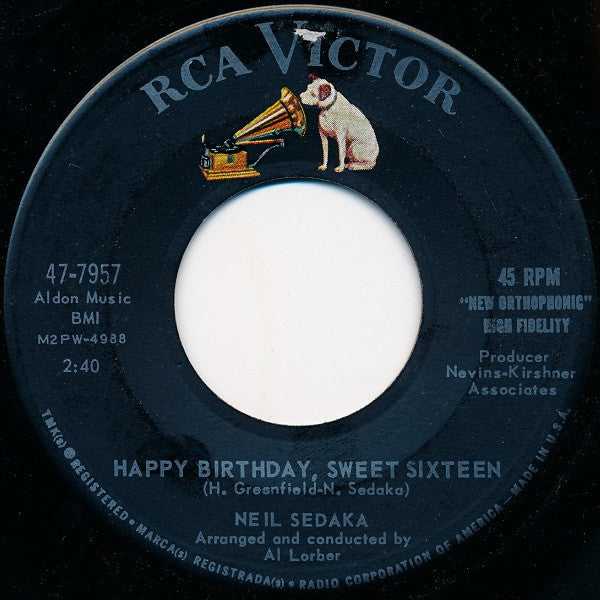 RCA VICTOR
47-7957
Aldon Music
BMI
M2PW-4988
2:40
45 RPM
"NEW ORTHOPHONIC"
HIGH FIDELITY
Producer
Nevins-Kirshner
Associates
HAPPY BIRTHDAY, SWEET SIXTEEN
(H. Greenfield-N. Sedaka)
NEIL SEDAKA
Arranged and conducted by
Al Lorber
TMK(s) ® REGISTERED • MARCA(s) REGISTRADA(s) • RADIO CORPORATION OF AMERICA — MADE IN U.S.A.